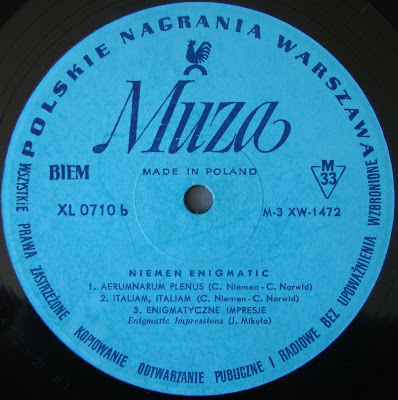 POLSKIE NAGRANIA WARSZAWA
Muza
BIEM
MADE IN POLAND
M
33
XL 0710 b
M-3 XW-1472
NIEMEN ENIGMATIC
1. AERUMNARUM PLENUS (C. Niemen - C. Norwid)
2. ITALIAM, ITALIAM (C. Niemen - C. Norwid)
3. ENIGMATYCZNE IMPRESJE
Enigmatic Impressions (J. Mikuła)
WSZYSTKIE PRAWA ZASTRZEŻONE KOPIOWANIE ODTWARZANIE PUBLICZNE I RADIOWE BEZ UPOWAŻNIENIA WZBRONIONE